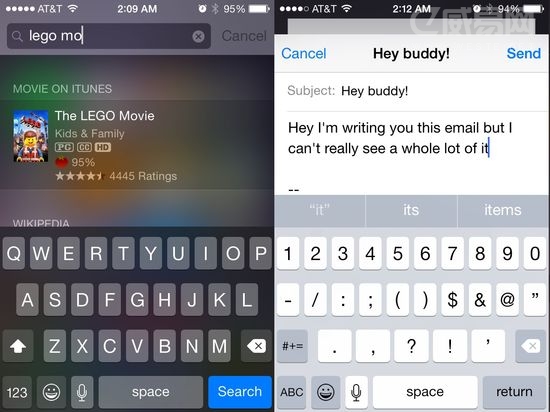 AT&T 2:09 AM 95%
lego mo Cancel
MOVIE ON ITUNES
The LEGO Movie
Kids & Family
PG CC HD
95%
4445 Ratings
WIKIPEDIA
Q W E R T Y U I O P
A S D F G H J K L
Z X C V B N M
123 space Search
AT&T 2:12 AM 94%
威易网
Cancel Hey buddy! Send
Subject: Hey buddy!
Hey I'm writing you this email but I
can't really see a whole lot of it
--
“it” its items
1 2 3 4 5 6 7 8 9 0
- / : ; ( ) $ & @ ”
#+= . , ? ! ’
ABC space return